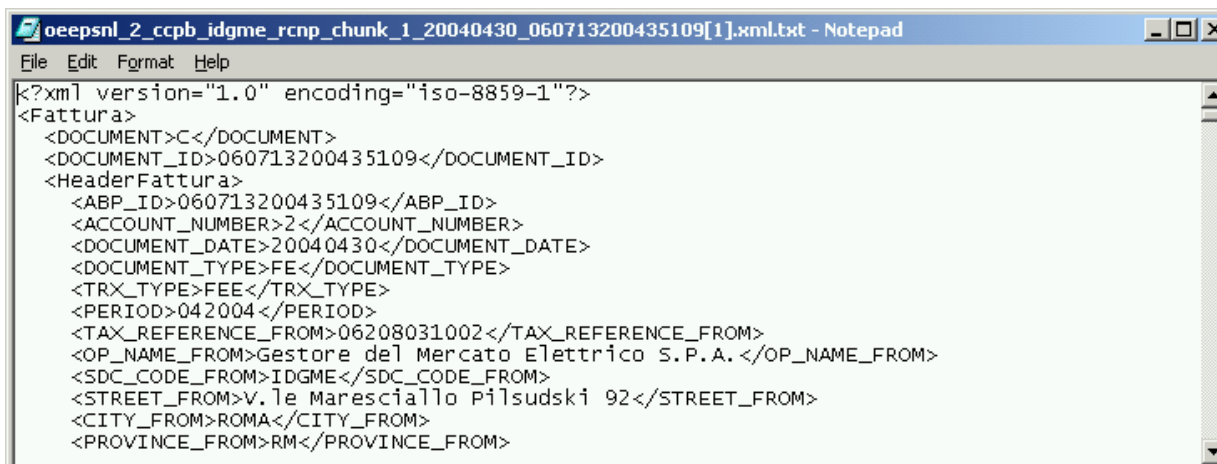 oeepsnl_2_ccpb_idgme_rcnp_chunk_1_20040430_060713200435109[1].xml.txt - Notepad
File Edit Format Help
<?xml version="1.0" encoding="iso-8859-1"?>
<Fattura>
<DOCUMENT>C</DOCUMENT>
<DOCUMENT_ID>060713200435109</DOCUMENT_ID>
<HeaderFattura>
<ABP_ID>060713200435109</ABP_ID>
<ACCOUNT_NUMBER>2</ACCOUNT_NUMBER>
<DOCUMENT_DATE>20040430</DOCUMENT_DATE>
<DOCUMENT_TYPE>FE</DOCUMENT_TYPE>
<TRX_TYPE>FEE</TRX_TYPE>
<PERIOD>042004</PERIOD>
<TAX_REFERENCE_FROM>06208031002</TAX_REFERENCE_FROM>
<OP_NAME_FROM>Gestore del Mercato Elettrico S.P.A.</OP_NAME_FROM>
<SDC_CODE_FROM>IDGME</SDC_CODE_FROM>
<STREET_FROM>V.le Maresciallo Pilsudski 92</STREET_FROM>
<CITY_FROM>ROMA</CITY_FROM>
<PROVINCE_FROM>RM</PROVINCE_FROM>